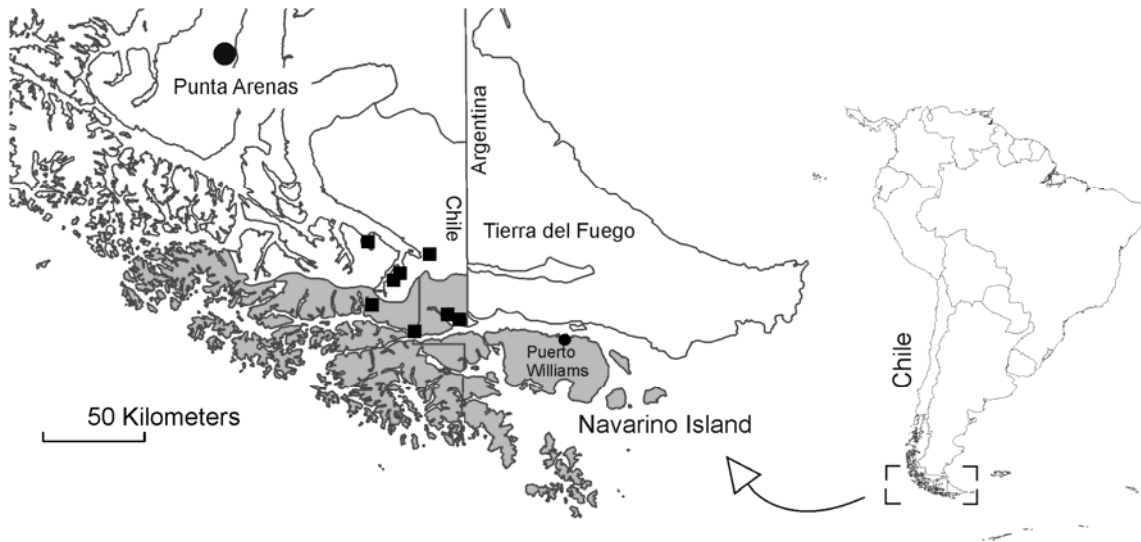 Punta Arenas
Argentina
Chile
Tierra del Fuego
Puerto
Williams
50 Kilometers
Navarino Island
Chile